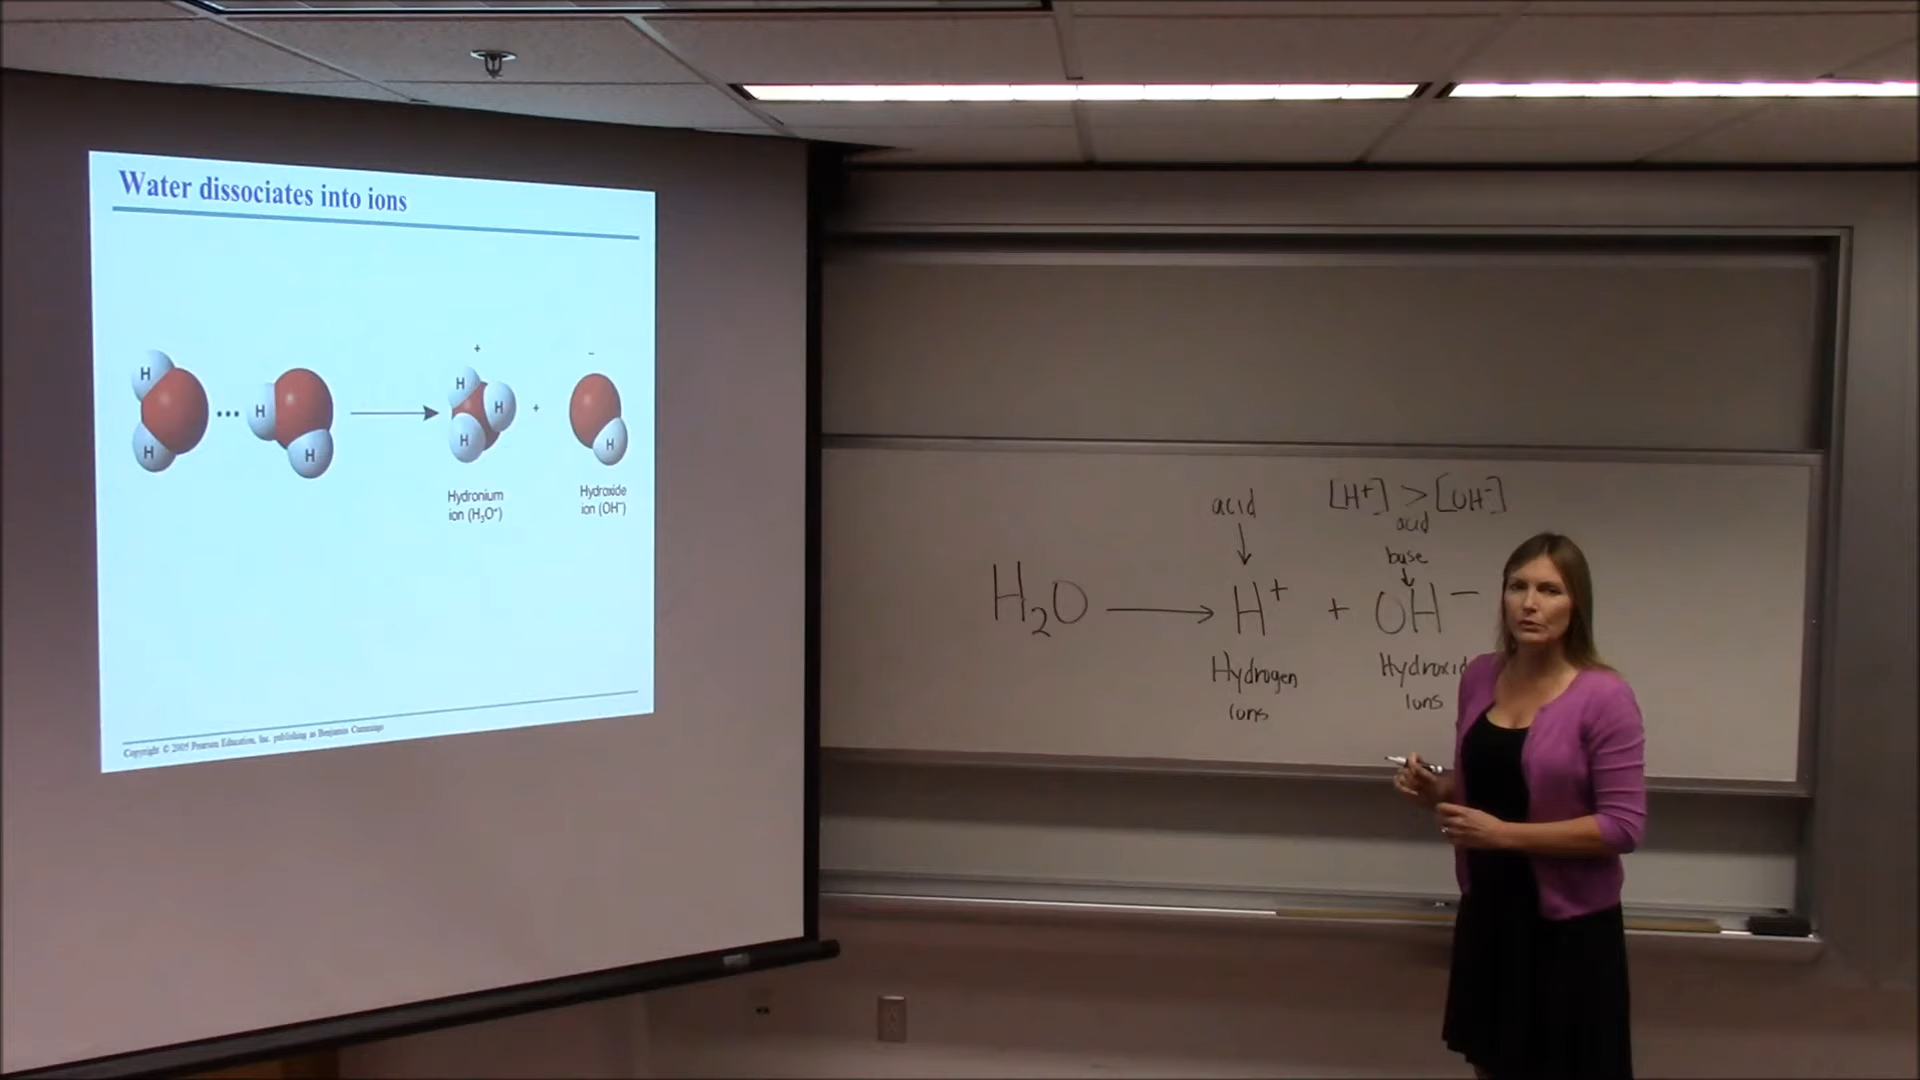 Water dissociates into ions
H
H
H
H
+
H
H
H
+
−
H
Hydronium
ion (H₃O⁺)
Hydroxide
ion (OH⁻)
Copyright © 2005 Pearson Education, Inc. publishing as Benjamin Cummings
[H⁺] > [OH⁻]
acid
acid
base
H₂O → H⁺ + OH⁻
Hydrogen
Ions
Hydroxid
Ions